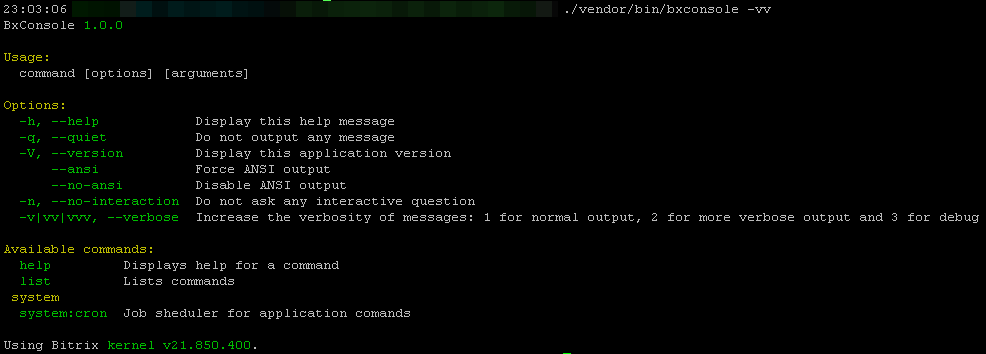 23:03:06 ./vendor/bin/bxconsole -vv
BxConsole 1.0.0
Usage:
command [options] [arguments]
Options:
-h, --help Display this help message
-q, --quiet Do not output any message
-V, --version Display this application version
--ansi Force ANSI output
--no-ansi Disable ANSI output
-n, --no-interaction Do not ask any interactive question
-v|vv|vvv, --verbose Increase the verbosity of messages: 1 for normal output, 2 for more verbose output and 3 for debug
Available commands:
help Displays help for a command
list Lists commands
system
system:cron Job sheduler for application comands
Using Bitrix kernel v21.850.400.